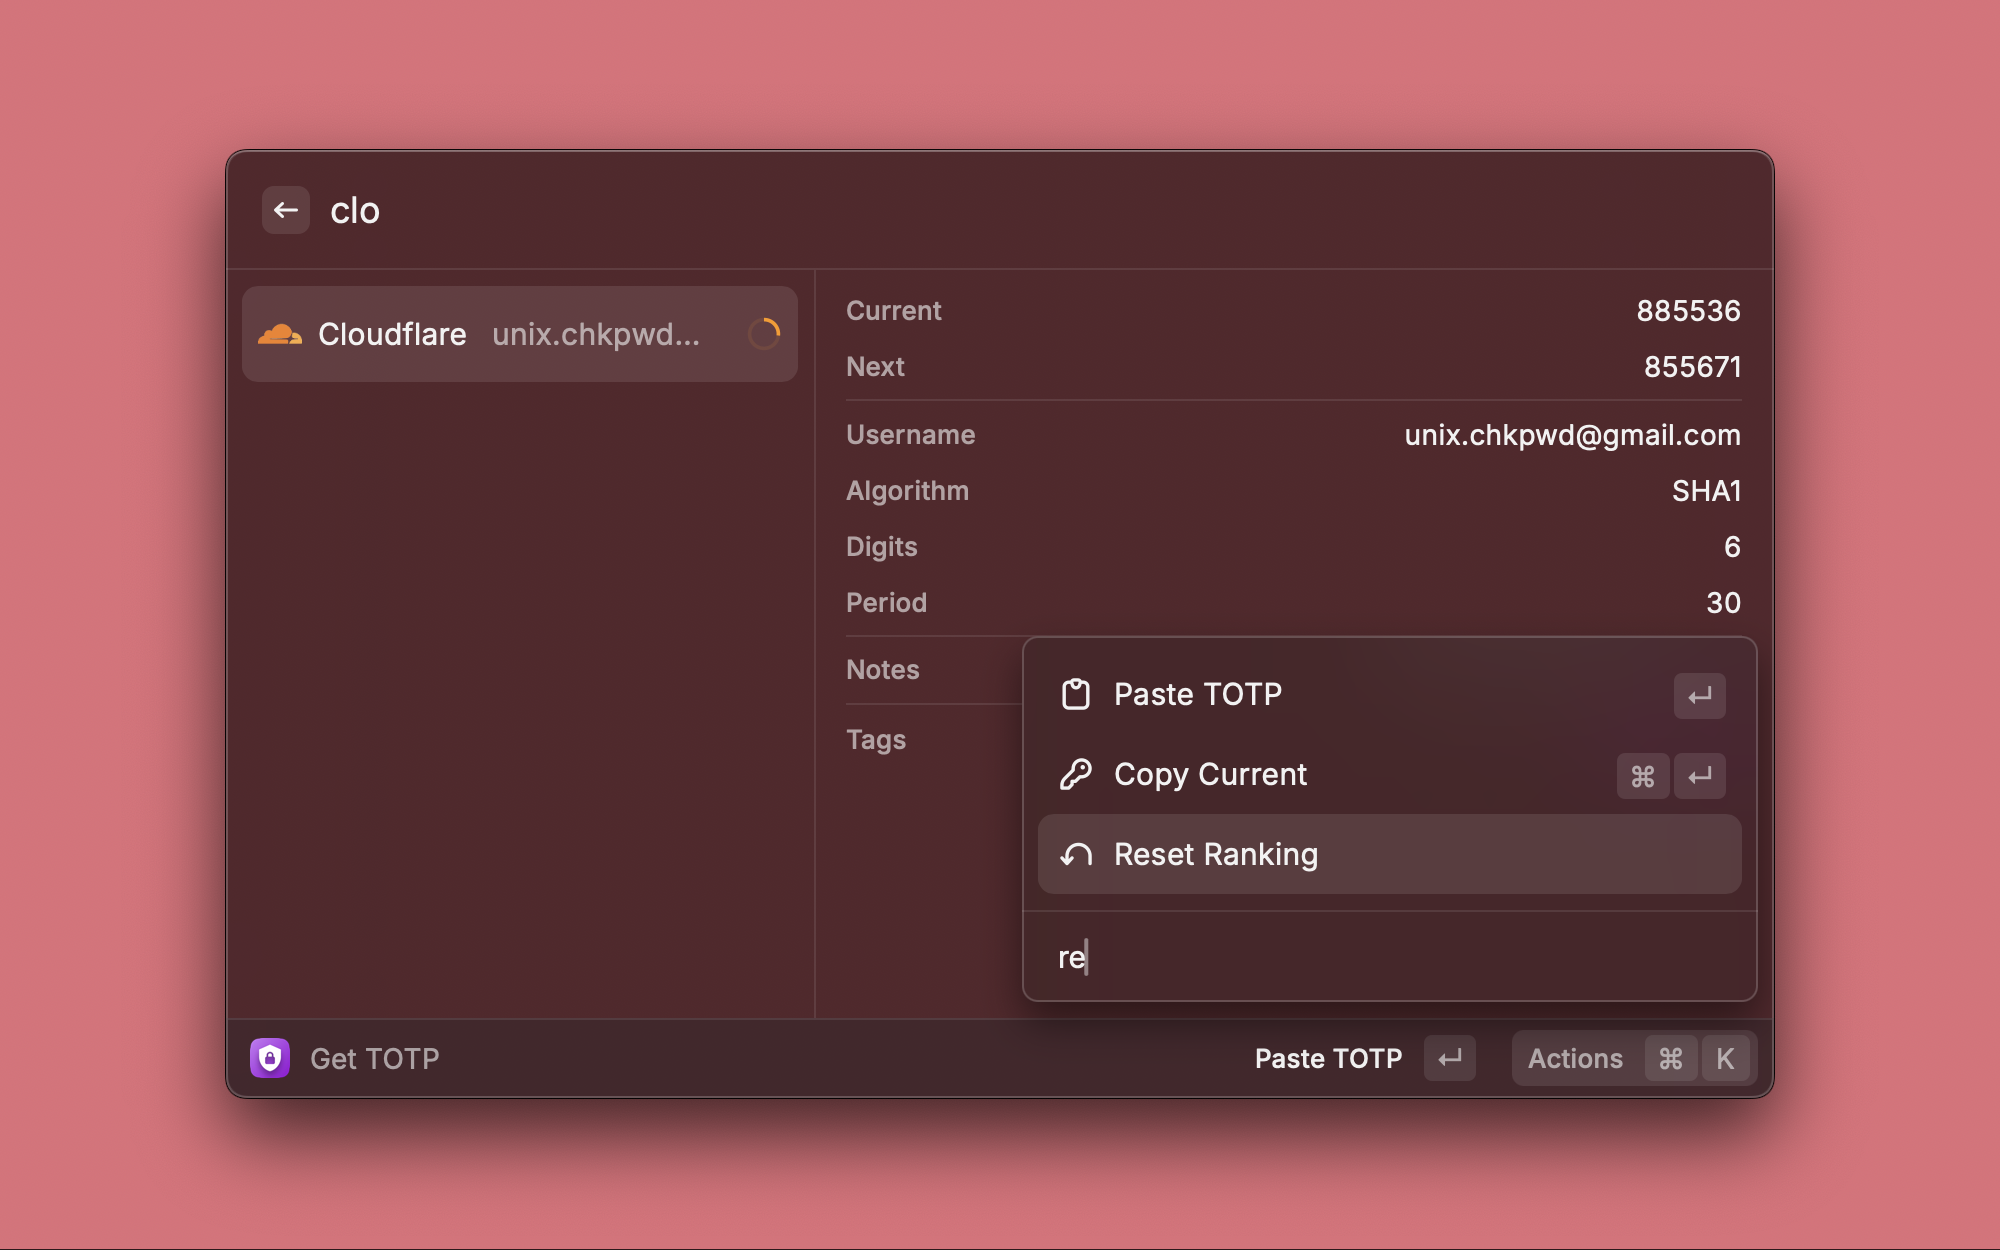 clo
Cloudflare unix.chkpwd...
Current 885536
Next 855671
Username unix.chkpwd@gmail.com
Algorithm SHA1
Digits 6
Period 30
Notes
Tags
Paste TOTP
Copy Current ⌘
Reset Ranking
re
Get TOTP Paste TOTP Actions ⌘ K